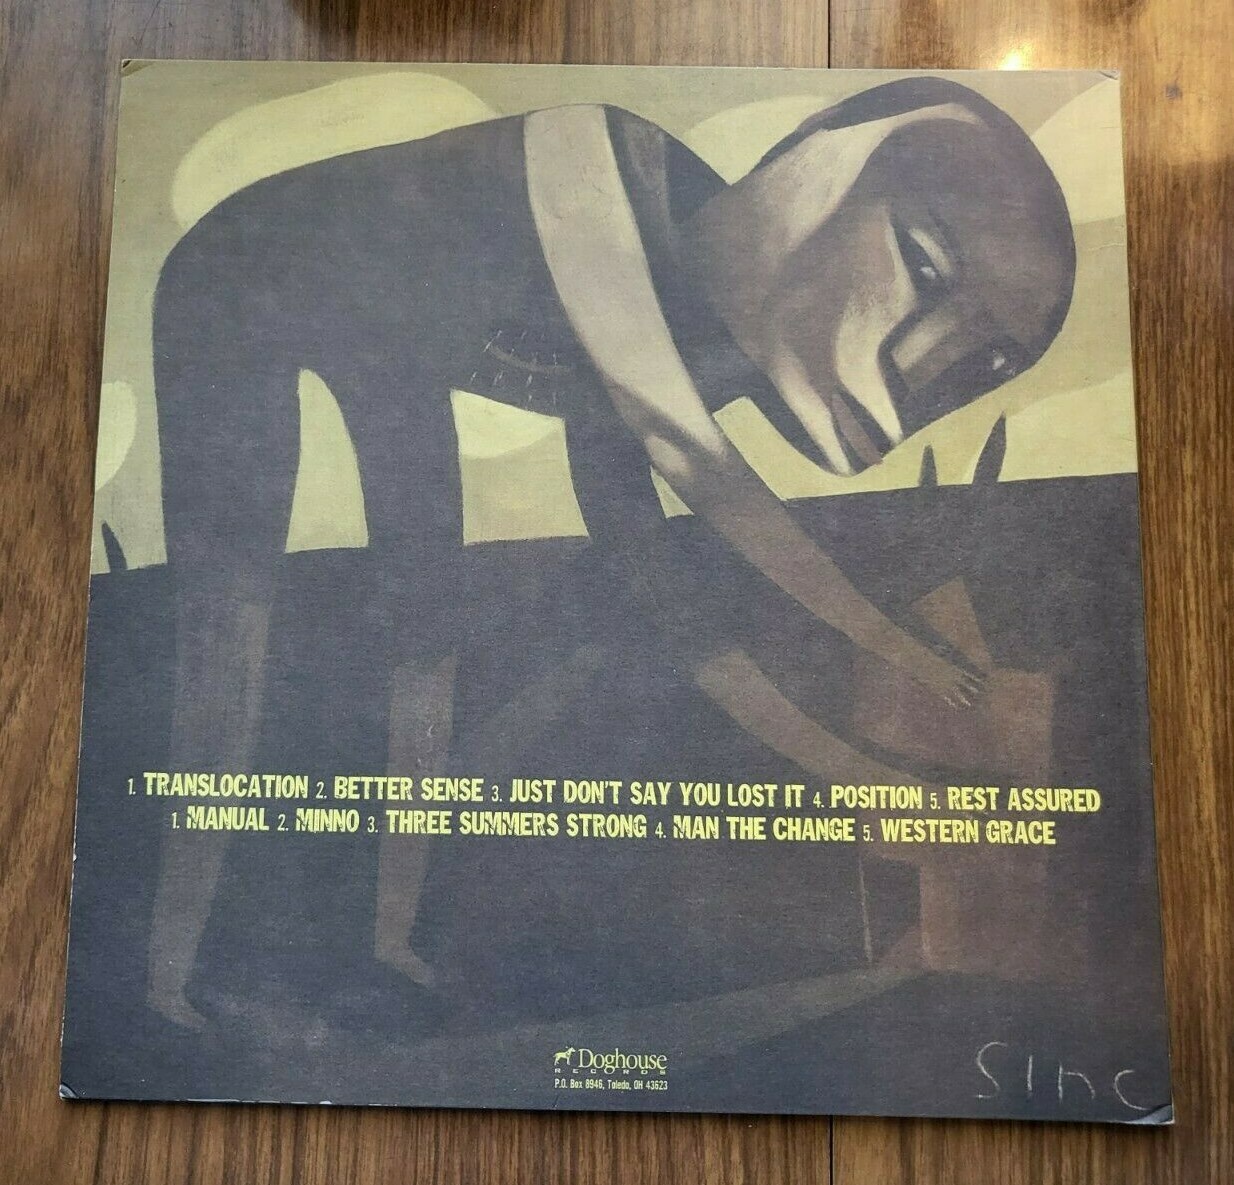 1. TRANSLOCATION 2. BETTER SENSE 3. JUST DON'T SAY YOU LOST IT 4. POSITION 5. REST ASSURED
1. MANUAL 2. MINNO 3. THREE SUMMERS STRONG 4. MAN THE CHANGE 5. WESTERN GRACE
Doghouse
RECORDS
P.O. Box 8946, Toledo, OH 43623
SINC